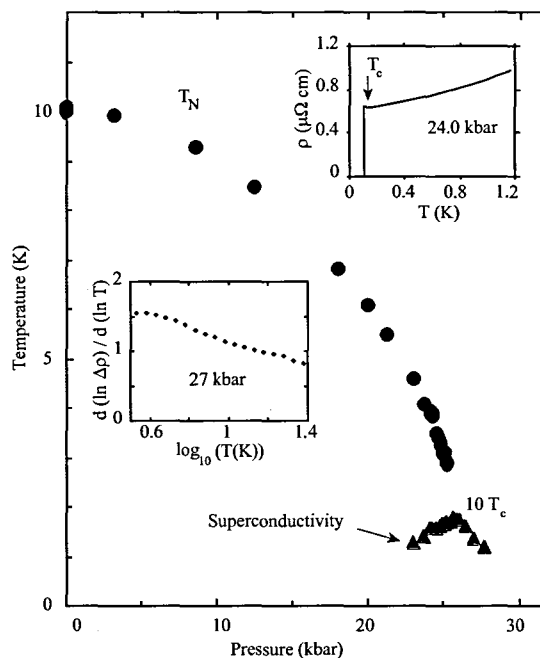 Temperature (K)
10
5
0
T_N
ρ (μΩ cm)
1.2
0.8
0.4
0
T_c
24.0 kbar
0 0.4 0.8 1.2
T (K)
d (ln Δρ) / d (ln T)
2
1
0
27 kbar
0.6 1 1.4
log10 (T(K))
10 T_c
Superconductivity
0 10 20 30
Pressure (kbar)